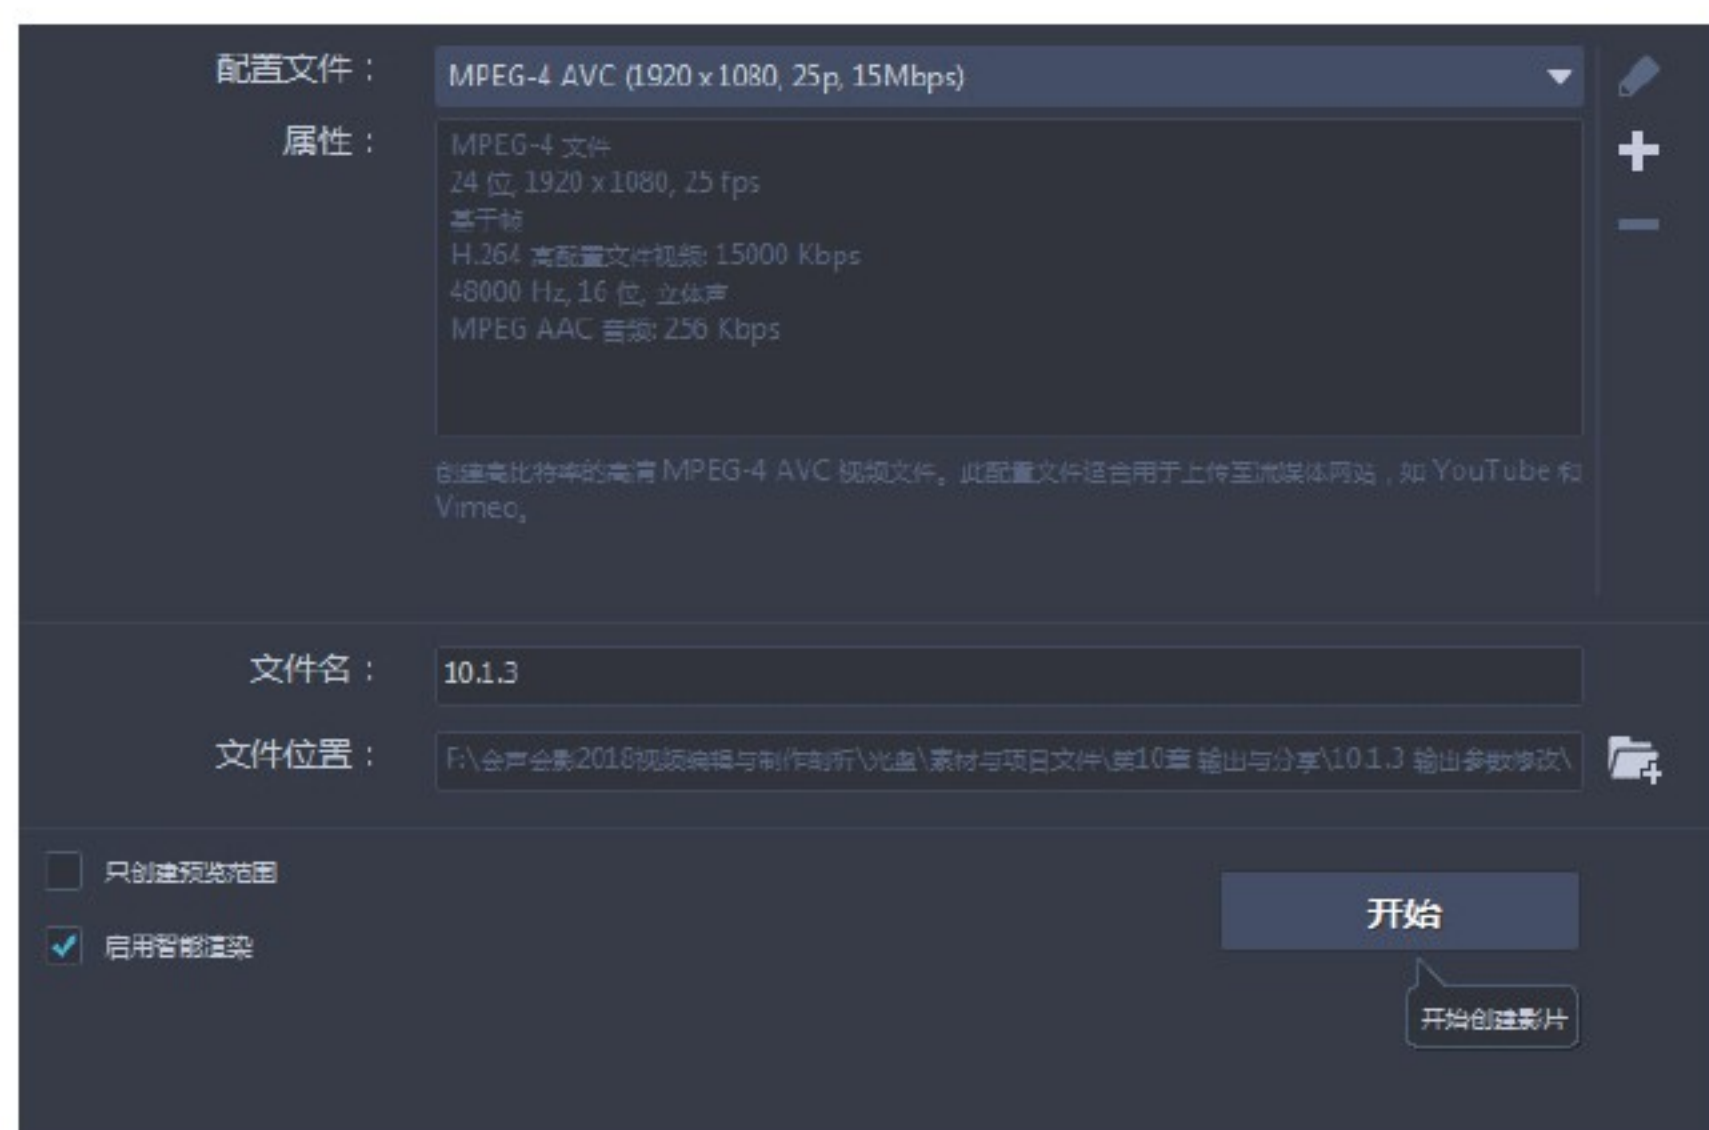 配置文件：
MPEG-4 AVC (1920 x 1080, 25p, 15Mbps)
属性：
MPEG-4 文件
24 位, 1920 x 1080, 25 fps
基于帧
H.264 高配置文件视频: 15000 Kbps
48000 Hz, 16 位, 立体声
MPEG AAC 音频: 256 Kbps
创建高比特率的高清 MPEG-4 AVC 视频文件。此配置文件适合用于上传至流媒体网站，如 YouTube 和
Vimeo。
文件名：
10.1.3
文件位置：
F:\会声会影2018视频编辑与制作剖析\光盘\素材与项目文件\第10章 输出与分享\10.1.3 输出参数修改\
只创建预览范围
启用智能渲染
开始
开始创建影片